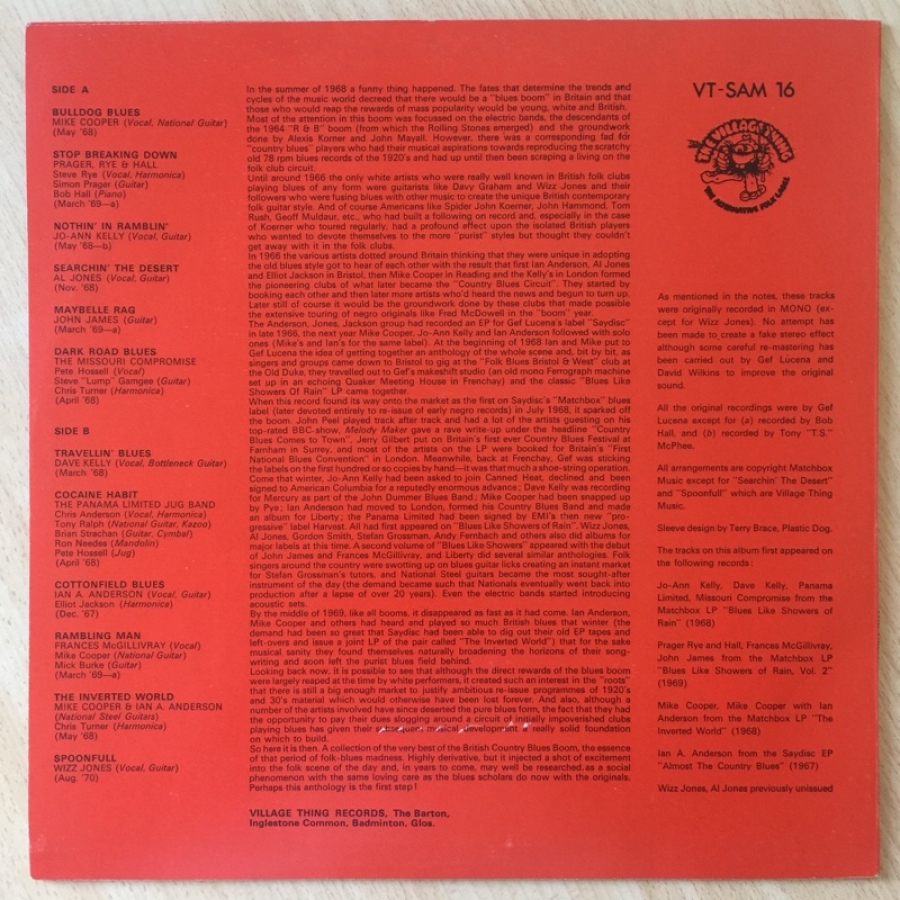 SIDE A
BULLDOG BLUES
MIKE COOPER (Vocal, National Guitar)
(May '68)
STOP BREAKING DOWN
PRAGER, RYE & HALL
Steve Rye (Vocal, Harmonica)
Simon Prager (Guitar)
Bob Hall (Piano)
(March '69—a)
NOTHIN' IN RAMBLIN'
JO-ANN KELLY (Vocal, Guitar)
(May '68—b)
SEARCHIN' THE DESERT
AL JONES (Vocal, Guitar)
(Nov. '68)
MAYBELLE RAG
JOHN JAMES (Guitar)
(March '69—a)
DARK ROAD BLUES
THE MISSOURI COMPROMISE
Pete Hossell (Vocal)
Steve "Lump" Gamgee (Guitar)
Chris Turner (Harmonica)
(April '68)
SIDE B
TRAVELLIN' BLUES
DAVE KELLY (Vocal, Bottleneck Guitar)
(March '68)
COCAINE HABIT
THE PANAMA LIMITED JUG BAND
Chris Anderson (Vocal, Harmonica)
Tony Ralph (National Guitar, Kazoo)
Brian Strachan (Guitar, Cymbal)
Ron Needes (Mandolin)
Pete Hossell (Jug)
(April '68)
COTTONFIELD BLUES
IAN A. ANDERSON (Vocal, Guitar)
Elliot Jackson (Harmonica)
(Dec. '67)
RAMBLING MAN
FRANCES McGILLIVRAY (Vocal)
Mike Cooper (National Guitar)
Mick Burke (Guitar)
(March '69—a)
THE INVERTED WORLD
MIKE COOPER & IAN A. ANDERSON
(National Steel Guitars)
Chris Turner (Harmonica)
(May '68)
SPOONFULL
WIZZ JONES (Vocal, Guitar)
(Aug. '70)
In the summer of 1968 a funny thing happened. The fates that determine the trends and
cycles of the music world decreed that there would be a "blues boom" in Britain and that
those who would reap the rewards of mass popularity would be young, white and British.
Most of the attention in this boom was focussed on the electric bands, the descendants of
the 1964 "R & B" boom (from which the Rolling Stones emerged) and the groundwork
done by Alexis Korner and John Mayall. However, there was a corresponding fad for
"country blues" players who had their musical aspirations towards reproducing the scratchy
old 78 rpm blues records of the 1920's and had up until then been scraping a living on the
folk club circuit.
Until around 1966 the only white artists who were really well known in British folk clubs
playing blues of any form were guitarists like Davy Graham and Wizz Jones and their
followers who were fusing blues with other music to create the unique British contemporary
folk guitar style. And of course Americans like Spider John Koerner, John Hammond, Tom
Rush, Geoff Muldaur, etc., who had built a following on record and, especially in the case
of Koerner who toured regularly, had a profound effect upon the isolated British players
who wanted to devote themselves to the more "purist" styles but thought they couldn't
get away with it in the folk clubs.
In 1966 the various artists dotted around Britain thinking that they were unique in adopting
the old blues style got to hear of each other with the result that first Ian Anderson, Al Jones
and Elliot Jackson in Bristol, then Mike Cooper in Reading and the Kelly's in London formed
the pioneering clubs of what later became the "Country Blues Circuit". They started by
booking each other and then later more artists who'd heard the news and begun to turn up.
Later still of course it would be the groundwork done by these clubs that made possible
the extensive touring of negro originals like Fred McDowell in the "boom" year.
The Anderson, Jones, Jackson group had recorded an EP for Gef Lucena's label "Saydisc"
in late 1966, the next year Mike Cooper, Jo-Ann Kelly and Ian Anderson followed with solo
ones (Mike's and Ian's for the same label). At the beginning of 1968 Ian and Mike put to
Gef Lucena the idea of getting together an anthology of the whole scene and, bit by bit, as
singers and groups came down to Bristol to gig at the "Folk Blues Bristol & West" club at
the Old Duke, they travelled out to Gef's makeshift studio (an old mono Ferrograph machine
set up in an echoing Quaker Meeting House in Frenchay) and the classic "Blues Like
Showers Of Rain" LP came together.
When this record found its way onto the market as the first on Saydisc's "Matchbox" blues
label (later devoted entirely to re-issue of early negro records) in July 1968, it sparked off
the boom. John Peel played track after track and had a lot of the artists guesting on his
top-rated BBC-show, Melody Maker gave a rave write-up under the headline "Country
Blues Comes to Town", Jerry Gilbert put on Britain's first ever Country Blues Festival at
Farnham in Surrey, and most of the artists on the LP were booked for Britain's "First
National Blues Convention" in London. Meanwhile, back at Frenchay, Gef was sticking
the labels on the first hundred or so copies by hand—it was that much a shoe-string operation.
Come that winter, Jo-Ann Kelly had been asked to join Canned Heat, declined and been
signed to American Columbia for a reputedly enormous advance; Dave Kelly was recording
for Mercury as part of the John Dummer Blues Band; Mike Cooper had been snapped up
by Pye; Ian Anderson had moved to London, formed his Country Blues Band and made
an album for Liberty; the Panama Limited had been signed by EMI's then new "pro-
gressive" label Harvest. All had first appeared on "Blues Like Showers of Rain". Wizz Jones,
Al Jones, Gordon Smith, Stefan Grossman, Andy Fernbach and others also did albums for
major labels at this time. A second volume of "Blues Like Showers" appeared with the debut
of John James and Frances McGillivray, and Liberty did several similar anthologies. Folk
singers around the country were swotting up on blues guitar licks creating an instant market
for Stefan Grossman's tutors, and National Steel guitars became the most sought-after
instrument of the day (the demand became such that Nationals eventually went back into
production after a lapse of over 20 years). Even the electric bands started introducing
acoustic sets.
By the middle of 1969, like all booms, it disappeared as fast as it had come. Ian Anderson,
Mike Cooper and others had heard and played so much British blues that winter (the
demand had been so great that Saydisc had been able to dig out their old EP tapes and
left-overs and issue a joint LP of the pair called "The Inverted World") that for the sake
musical sanity they found themselves naturally broadening the horizons of their song-
writing and soon left the purist blues field behind.
Looking back now, it is possible to see that although the direct rewards of the blues boom
were largely reaped at the time by white performers, it created such an interest in the "roots"
that there is still a big enough market to justify ambitious re-issue programmes of 1920's
and 30's material which would otherwise have been lost forever. And also, although a
number of the artists involved have since deserted the pure blues form, the fact that they had
the opportunity to pay their dues slogging around a circuit of initially impoverished clubs
playing blues has given their subsequent musical development a really solid foundation
on which to build.
So here it is then. A collection of the very best of the British Country Blues Boom, the essence
of that period of folk-blues madness. Highly derivative, but it injected a shot of excitement
into the folk scene of the day and, in years to come, may well be researched as a social
phenomenon with the same loving care as the blues scholars do now with the originals.
Perhaps this anthology is the first step!
VILLAGE THING RECORDS, The Barton,
Inglestone Common, Badminton, Glos.
VT-SAM 16
THE VILLAGE THING
THE ALTERNATIVE FOLK LABEL
As mentioned in the notes, these tracks
were originally recorded in MONO (ex-
cept for Wizz Jones). No attempt has
been made to create a fake stereo effect
although some careful re-mastering has
been carried out by Gef Lucena and
David Wilkins to improve the original
sound.
All the original recordings were by Gef
Lucena except for (a) recorded by Bob
Hall, and (b) recorded by Tony "T.S."
McPhee.
All arrangements are copyright Matchbox
Music except for "Searchin' The Desert"
and "Spoonfull" which are Village Thing
Music.
Sleeve design by Terry Brace, Plastic Dog.
The tracks on this album first appeared on
the following records:
Jo-Ann Kelly, Dave Kelly, Panama
Limited, Missouri Compromise from the
Matchbox LP "Blues Like Showers of
Rain" (1968)
Prager Rye and Hall, Frances McGillivray,
John James from the Matchbox LP
"Blues Like Showers of Rain, Vol. 2"
(1969)
Mike Cooper, Mike Cooper with Ian
Anderson from the Matchbox LP "The
Inverted World" (1968)
Ian A. Anderson from the Saydisc EP
"Almost The Country Blues" (1967)
Wizz Jones, Al Jones previously unissued